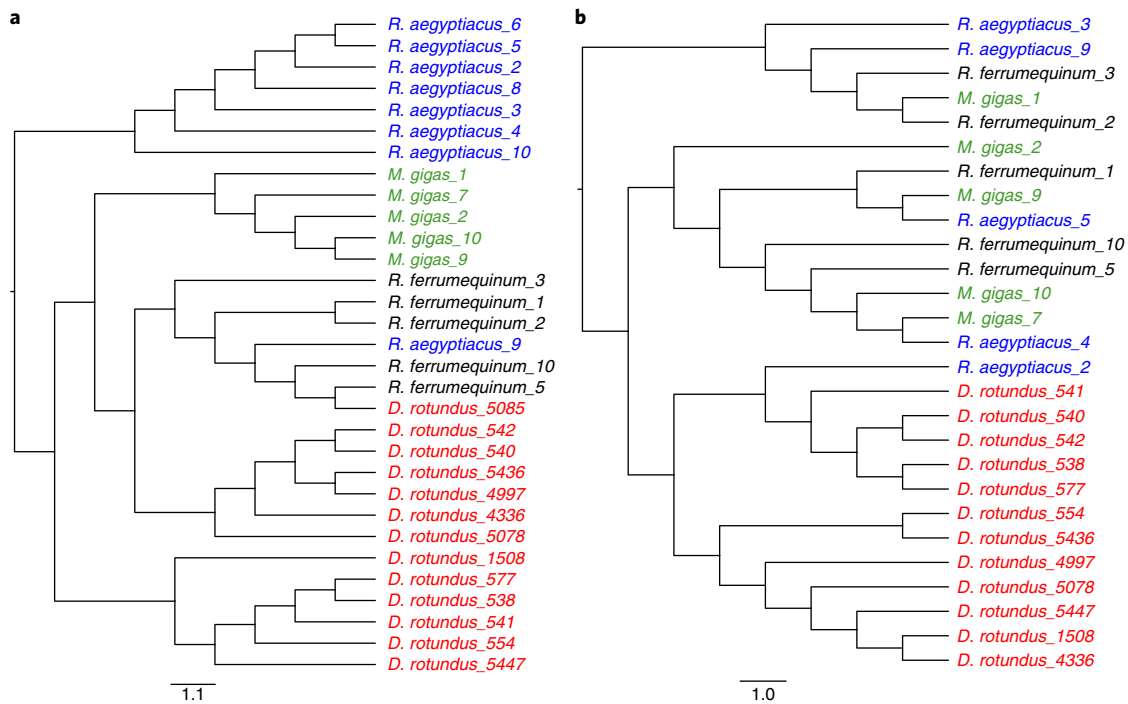 a
R. aegyptiacus_6
R. aegyptiacus_5
R. aegyptiacus_2
R. aegyptiacus_8
R. aegyptiacus_3
R. aegyptiacus_4
R. aegyptiacus_10
M. gigas_1
M. gigas_7
M. gigas_2
M. gigas_10
M. gigas_9
R. ferrumequinum_3
R. ferrumequinum_1
R. ferrumequinum_2
R. aegyptiacus_9
R. ferrumequinum_10
R. ferrumequinum_5
D. rotundus_5085
D. rotundus_542
D. rotundus_540
D. rotundus_5436
D. rotundus_4997
D. rotundus_4336
D. rotundus_5078
D. rotundus_1508
D. rotundus_577
D. rotundus_538
D. rotundus_541
D. rotundus_554
D. rotundus_5447
1.1
b
R. aegyptiacus_3
R. aegyptiacus_9
R. ferrumequinum_3
M. gigas_1
R. ferrumequinum_2
M. gigas_2
R. ferrumequinum_1
M. gigas_9
R. aegyptiacus_5
R. ferrumequinum_10
R. ferrumequinum_5
M. gigas_10
M. gigas_7
R. aegyptiacus_4
R. aegyptiacus_2
D. rotundus_541
D. rotundus_540
D. rotundus_542
D. rotundus_538
D. rotundus_577
D. rotundus_554
D. rotundus_5436
D. rotundus_4997
D. rotundus_5078
D. rotundus_5447
D. rotundus_1508
D. rotundus_4336
1.0